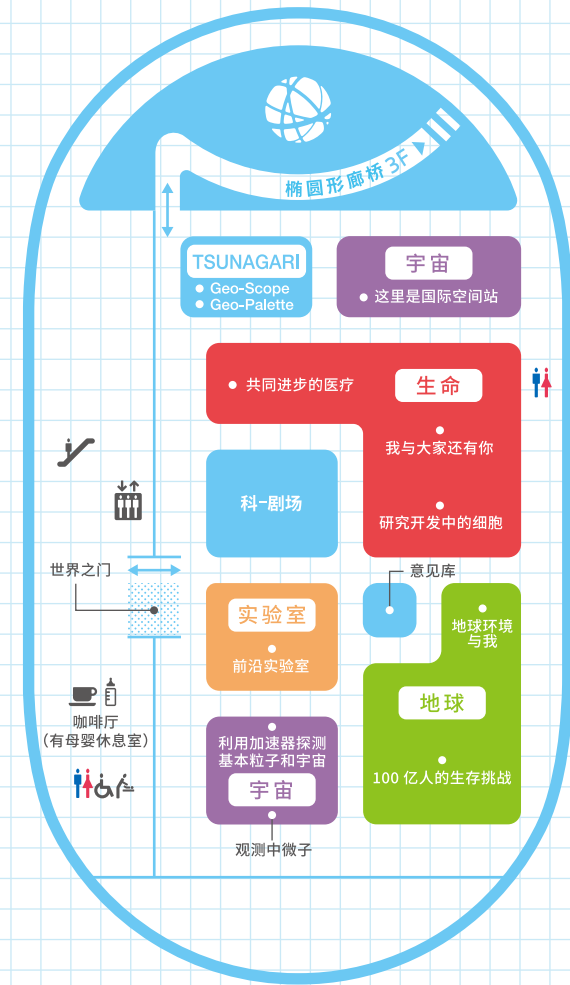 椭圆形廊桥3F
TSUNAGARI
Geo-Scope
Geo-Palette
宇宙
这里是国际空间站
共同进步的医疗
生命
我与大家还有你
研究开发中的细胞
科-剧场
世界之门
意见库
实验室
前沿实验室
地球环境
与我
地球
100 亿人的生存挑战
咖啡厅
(有母婴休息室)
利用加速器探测
基本粒子和宇宙
宇宙
观测中微子